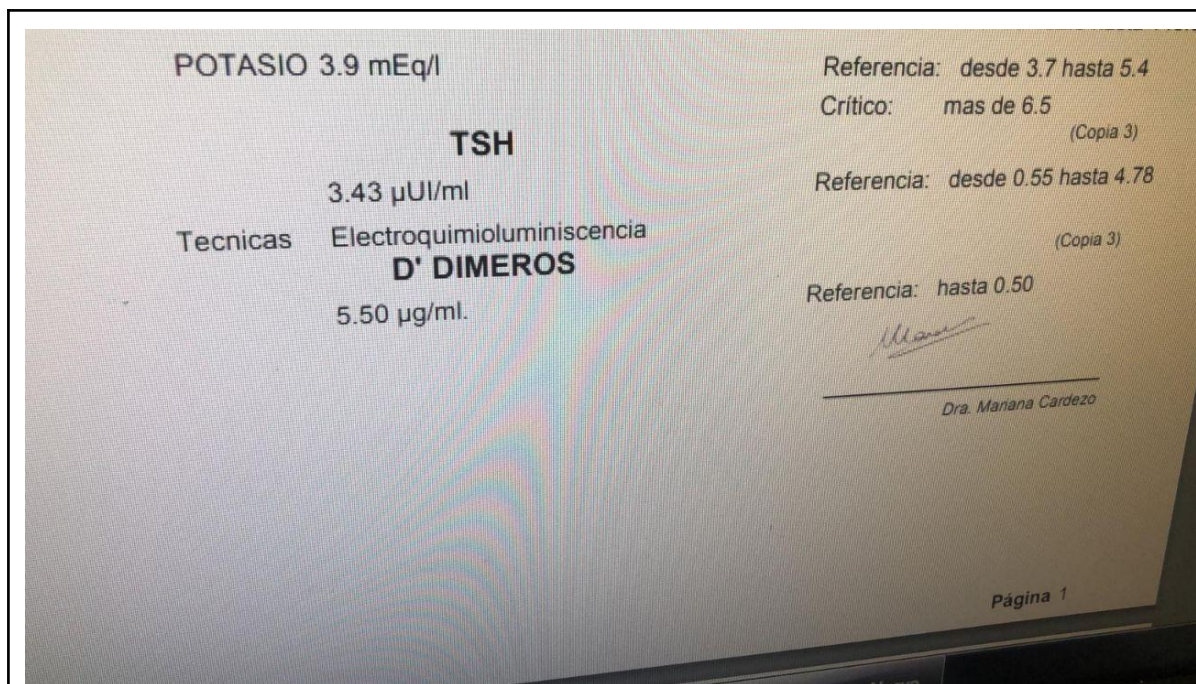 POTASIO 3.9 mEq/l
Referencia: desde 3.7 hasta 5.4
Crítico: mas de 6.5
(Copia 3)
TSH
3.43 µUI/ml
Referencia: desde 0.55 hasta 4.78
Tecnicas Electroquimioluminiscencia
(Copia 3)
D' DIMEROS
5.50 µg/ml.
Referencia: hasta 0.50
Dra. Mariana Cardezo
Página 1